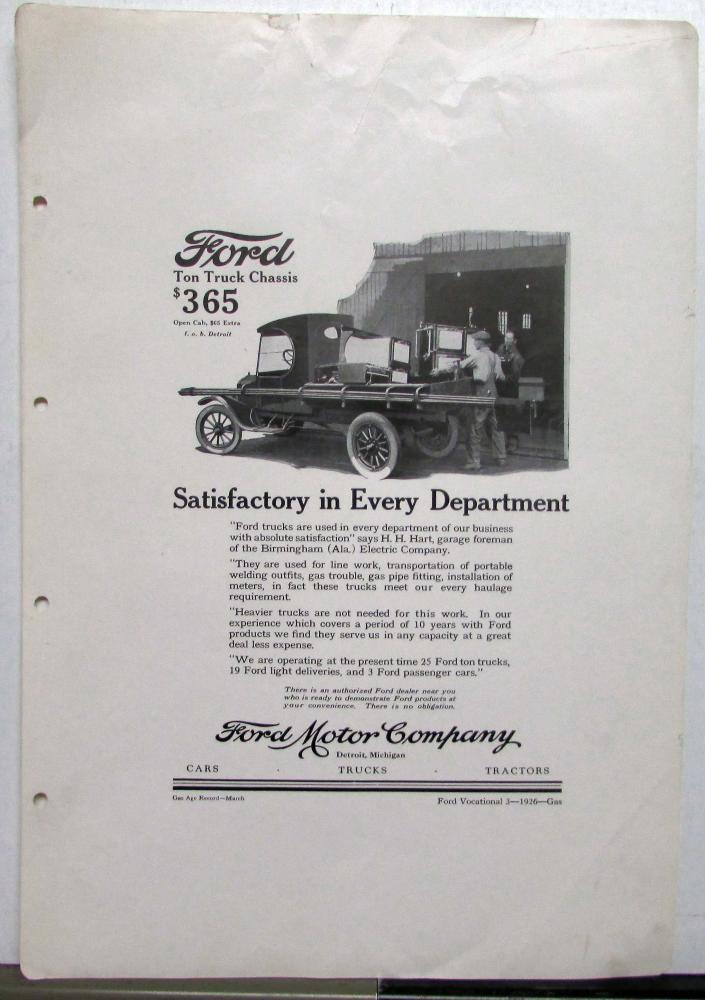 Ford
Ton Truck Chassis
$365
Open Cab, $65 Extra
f. o. b. Detroit
Satisfactory in Every Department
"Ford trucks are used in every department of our business
with absolute satisfaction" says H. H. Hart, garage foreman
of the Birmingham (Ala.) Electric Company.
"They are used for line work, transportation of portable
welding outfits, gas trouble, gas pipe fitting, installation of
meters, in fact these trucks meet our every haulage
requirement.
"Heavier trucks are not needed for this work. In our
experience which covers a period of 10 years with Ford
products we find they serve us in any capacity at a great
deal less expense.
"We are operating at the present time 25 Ford ton trucks,
19 Ford light deliveries, and 3 Ford passenger cars."
There is an authorized Ford dealer near you
who is ready to demonstrate Ford products at
your convenience. There is no obligation.
Ford Motor Company
Detroit, Michigan
CARS · TRUCKS · TRACTORS
Gas Age Record—March
Ford Vocational 3—1926—Gas